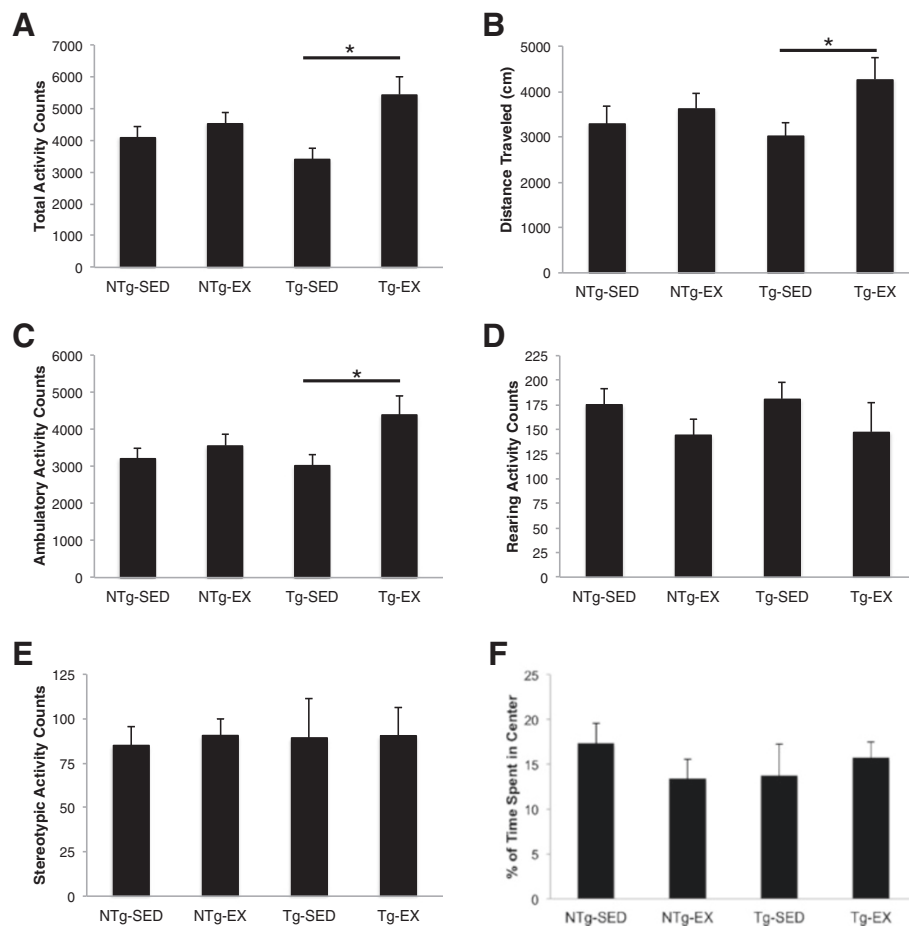 A
Total Activity Counts
7000
6000
5000
4000
3000
2000
1000
0
*
NTg-SED NTg-EX Tg-SED Tg-EX
B
Distance Traveled (cm)
5000
4000
3000
2000
1000
0
*
NTg-SED NTg-EX Tg-SED Tg-EX
C
Ambulatory Activity Counts
6000
5000
4000
3000
2000
1000
0
*
NTg-SED NTg-EX Tg-SED Tg-EX
D
Rearing Activity Counts
225
200
175
150
125
100
75
50
25
0
NTg-SED NTg-EX Tg-SED Tg-EX
E
Stereotypic Activity Counts
125
100
75
50
25
0
NTg-SED NTg-EX Tg-SED Tg-EX
F
% of Time Spent in Center
25
20
15
10
5
0
NTg-SED NTg-EX Tg-SED Tg-EX